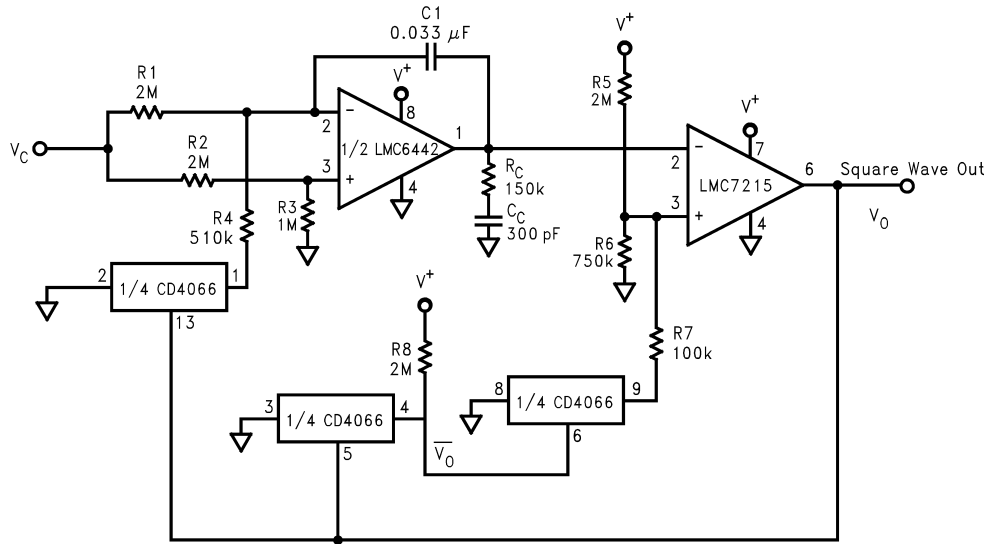 C1
0.033 μF
V+
R1
2M
V+
R5
2M
8
2
−
1
1/2 LMC6442
VC
R2
2M
3
+
4
V+
7
2
−
6
Square Wave Out
LMC7215
RC
150k
VO
3
+
4
R3
1M
R4
510k
CC
300 pF
R6
750k
2
1/4 CD4066
1
13
V+
R8
2M
R7
100k
8
1/4 CD4066
9
6
3
1/4 CD4066
4
5
V̅O̅